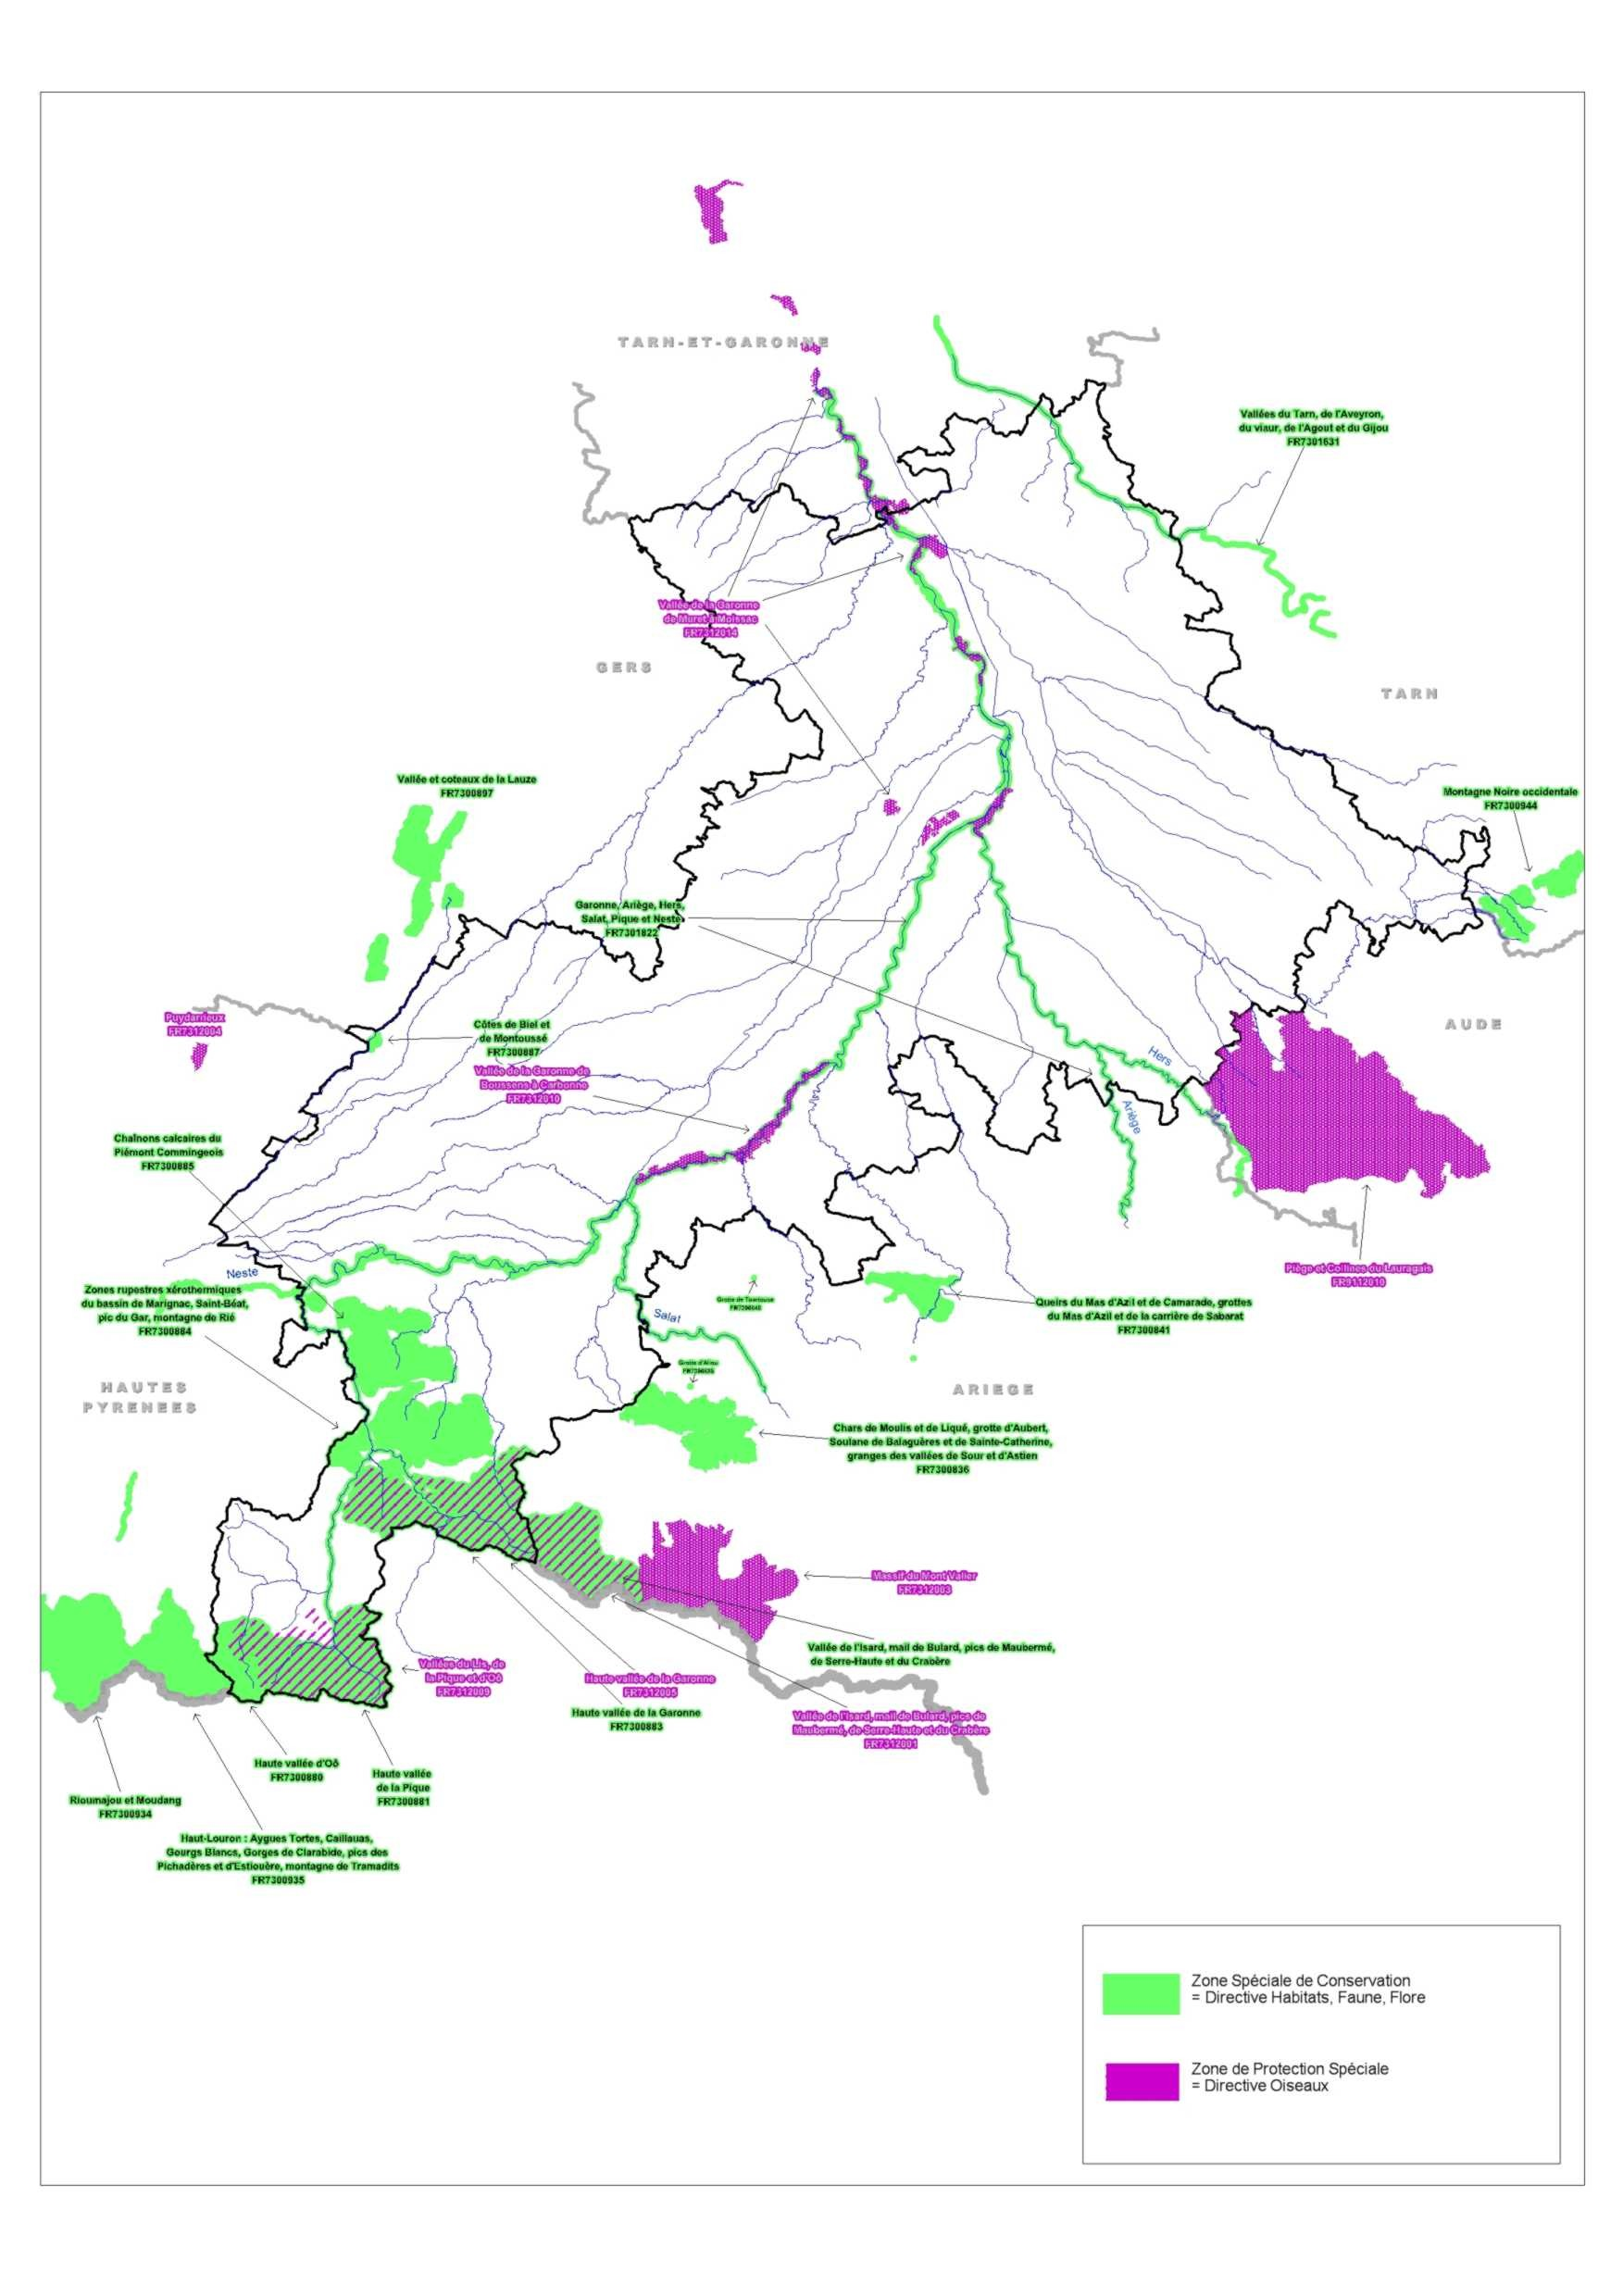 TARN-ET-GARONNE
Vallées du Tarn, de l'Aveyron,
du viaur, de l'Agout et du Gijou
FR7301631
Vallée de la Garonne
de Muret à Moissac
FR7312014
GERS
TARN
Vallée et coteaux de la Lauze
FR7300897
Montagne Noire occidentale
FR7300944
Garonne, Ariège, Hers,
Salat, Pique et Neste
FR7301822
Puydarrieux
FR7312004
AUDE
Côtes de Biel et
de Montoussé
FR7300887
Hers
Vallée de la Garonne de
Boussens à Carbonne
FR7312010
Ariège
Chaînons calcaires du
Piémont Commingeois
FR7300885
Neste
Piège et Collines du Lauragais
FR9112010
Zones rupestres xérothermiques
du bassin de Marignac, Saint-Béat,
pic du Gar, montagne de Rié
FR7300884
Grotte de Tourtouse
Salat
Queirs du Mas d'Azil et de Camarade, grottes
du Mas d'Azil et de la carrière de Sabarat
FR7300841
Grotte d'Aliou
HAUTES
PYRENEES
ARIEGE
Chars de Moulis et de Liqué, grotte d'Aubert,
Soulane de Balaguères et de Sainte-Catherine,
granges des vallées de Sour et d'Astien
FR7300836
Massif du Mont Valier
FR7312003
Vallée de l'Isard, mail de Bulard, pics de Maubermé,
de Serre-Haute et du Crabère
Vallées du Lis, de
la Pique et d'Oô
FR7312009
Haute vallée de la Garonne
FR7312005
Haute vallée de la Garonne
FR7300883
Vallée de l'Isard, mail de Bulard, pics de
Maubermé, de Serre-Haute et du Crabère
FR7312001
Haute vallée d'Oô
FR7300880
Haute vallée
de la Pique
FR7300881
Rioumajou et Moudang
FR7300934
Haut-Louron : Aygues Tortes, Caillauas,
Gourgs Blancs, Gorges de Clarabide, pics des
Pichadères et d'Estiouère, montagne de Tramadits
FR7300935
Zone Spéciale de Conservation
= Directive Habitats, Faune, Flore
Zone de Protection Spéciale
= Directive Oiseaux